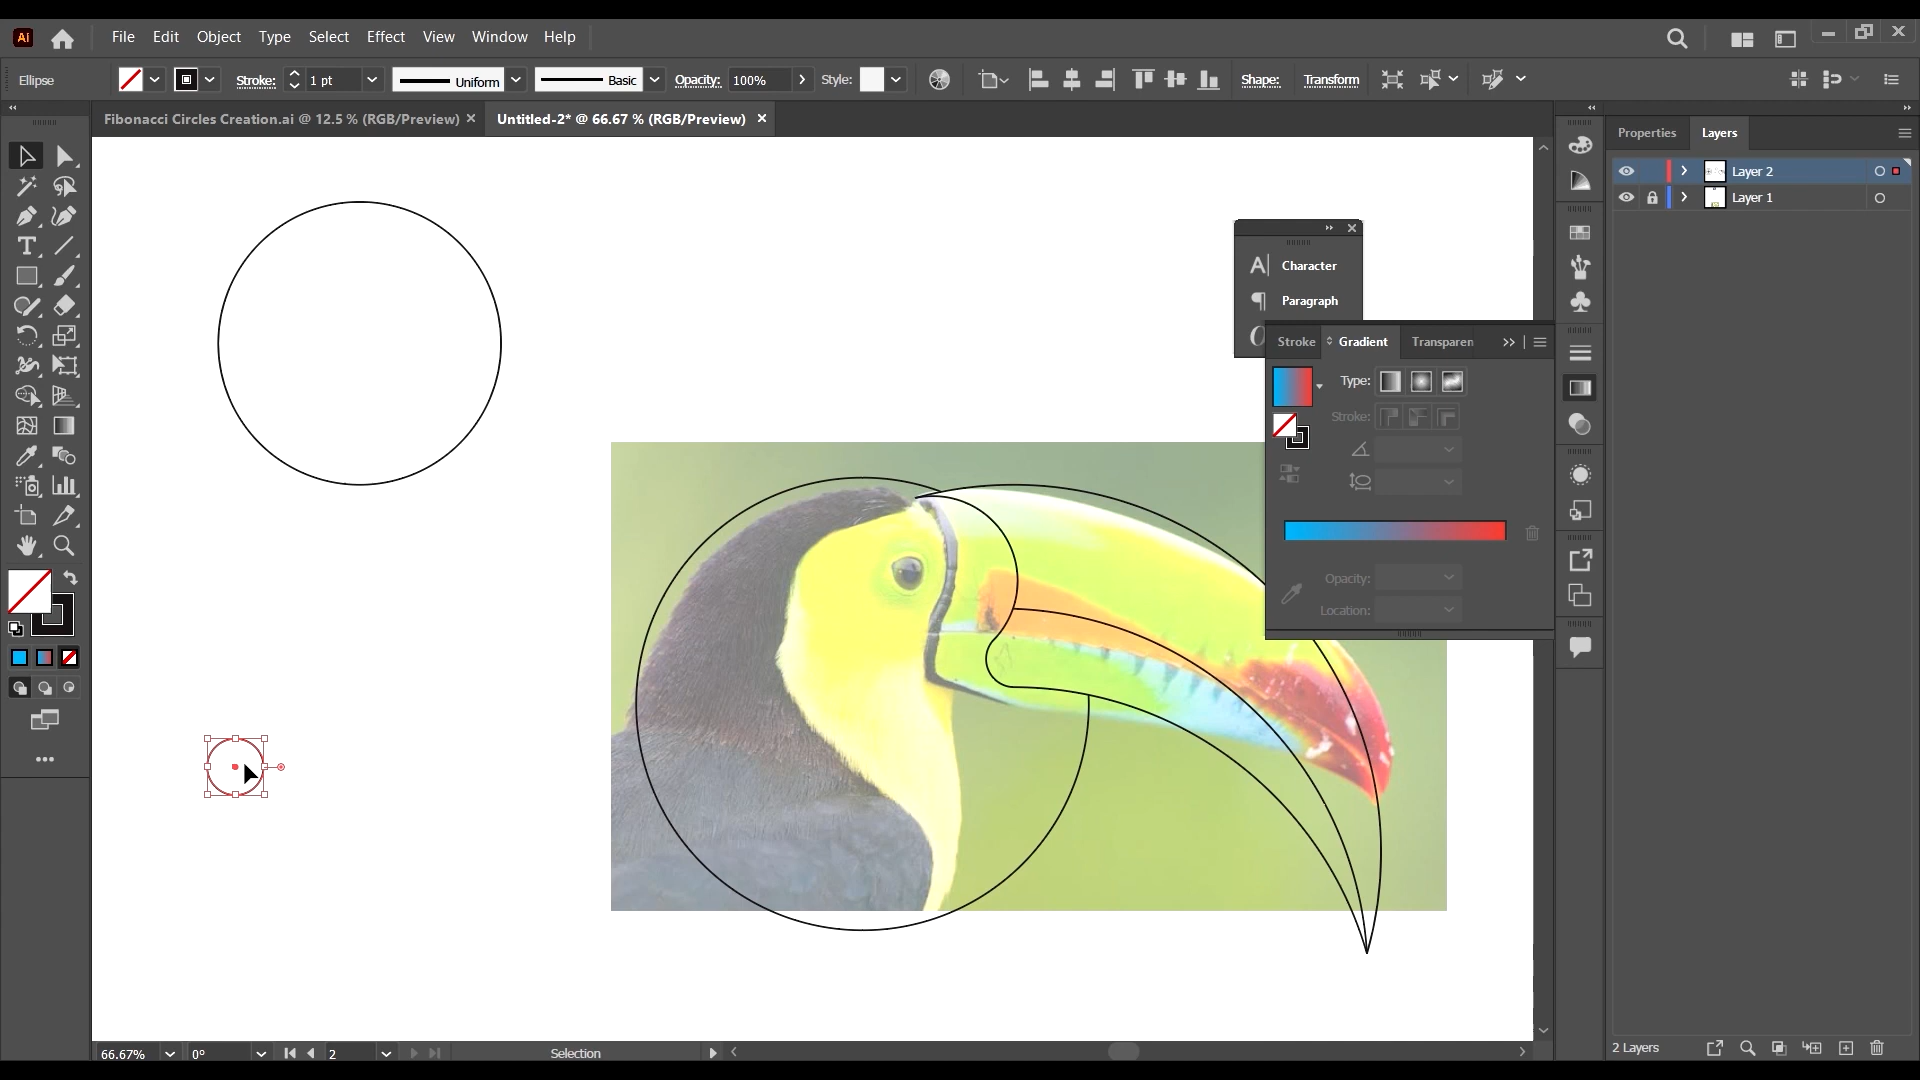 Ai File Edit Object Type Select Effect View Window Help
Ellipse Stroke: 1 pt Uniform Basic Opacity: 100% Style: Shape: Transform
Fibonacci Circles Creation.ai @ 12.5 % (RGB/Preview) Untitled-2* @ 66.67 % (RGB/Preview)
Properties Layers
Layer 2
Layer 1
Character
Paragraph
Stroke Gradient Transparen
Type:
Stroke:
Opacity:
Location:
66.67% 0° 2 Selection
2 Layers